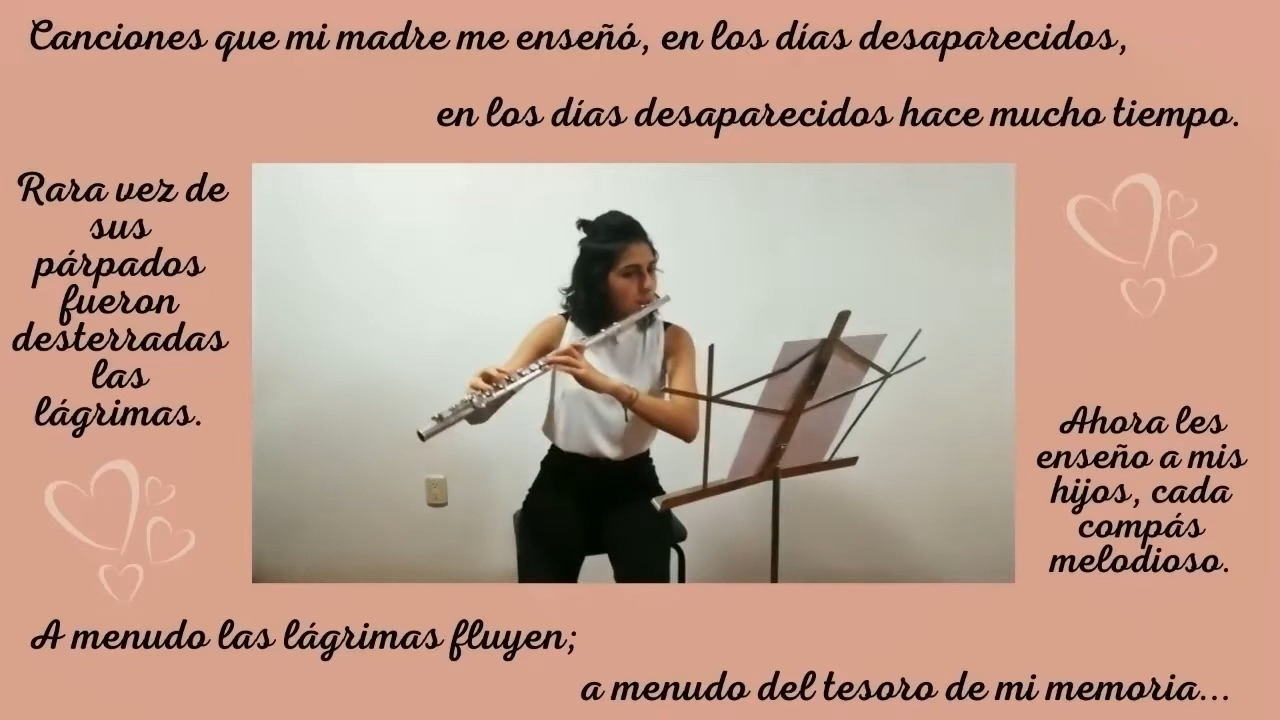 Canciones que mi madre me enseñó, en los días desaparecidos,
en los días desaparecidos hace mucho tiempo.
Rara vez de
sus
párpados
fueron
desterradas
las
lágrimas.
Ahora les
enseño a mis
hijos, cada
compás
melodioso.
A menudo las lágrimas fluyen;
a menudo del tesoro de mi memoria...